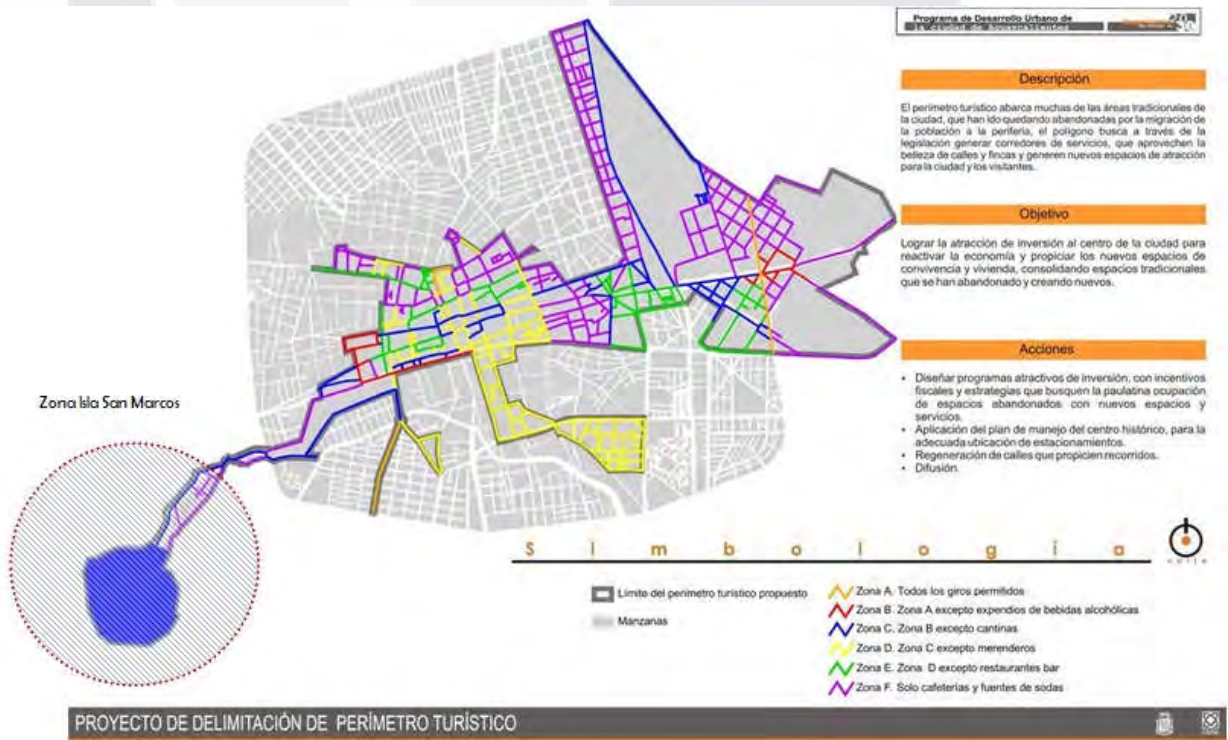 Programa de Desarrollo Urbano de
la ciudad de Aguascalientes
Descripción
El perímetro turístico abarca muchas de las áreas tradicionales de
la ciudad, que han ido quedando abandonadas por la migración de
la población a la periferia, el polígono busca a través de la
legislación generar corredores de servicios, que aprovechen la
belleza de calles y fincas y generen nuevos espacios de atracción
para la ciudad y los visitantes.
Objetivo
Lograr la atracción de inversión al centro de la ciudad para
reactivar la economía y propiciar los nuevos espacios de
convivencia y vivienda, consolidando espacios tradicionales
que se han abandonado y creando nuevos.
Acciones
• Diseñar programas atractivos de inversión, con incentivos
fiscales y estrategias que busquen la paulatina ocupación
de espacios abandonados con nuevos espacios y
servicios.
• Aplicación del plan de manejo del centro histórico, para la
adecuada ubicación de estacionamientos.
• Regeneración de calles que propicien recorridos.
• Difusión.
Zona Isla San Marcos
Simbología
norte
Límite del perímetro turístico propuesto
Manzanas
Zona A. Todos los giros permitidos
Zona B. Zona A excepto expendios de bebidas alcohólicas
Zona C. Zona B excepto cantinas
Zona D. Zona C excepto merenderos
Zona E. Zona D excepto restaurantes bar
Zona F. Solo cafeterías y fuentes de sodas
PROYECTO DE DELIMITACIÓN DE PERÍMETRO TURÍSTICO